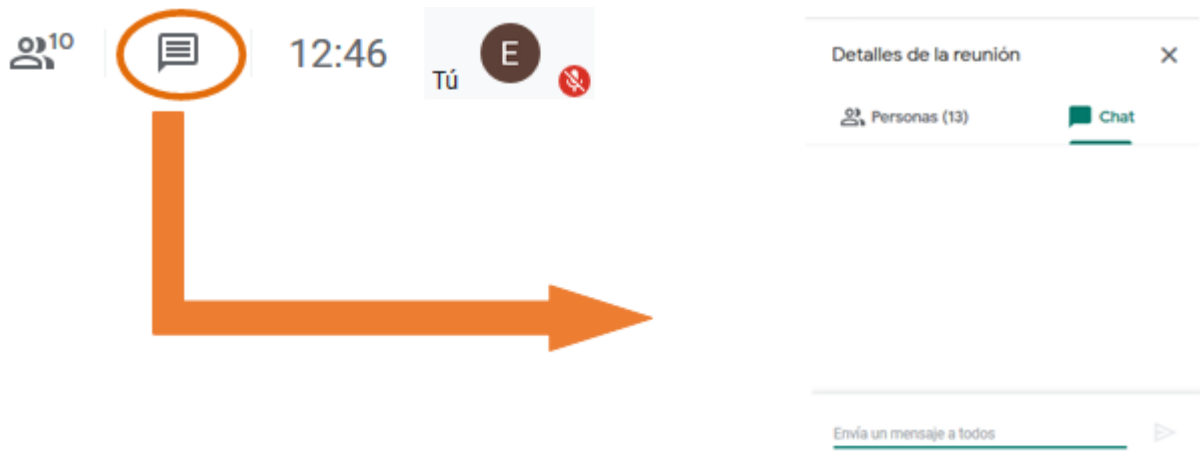 10
12:46
Tú
E
Detalles de la reunión
Personas (13)
Chat
Envía un mensaje a todos